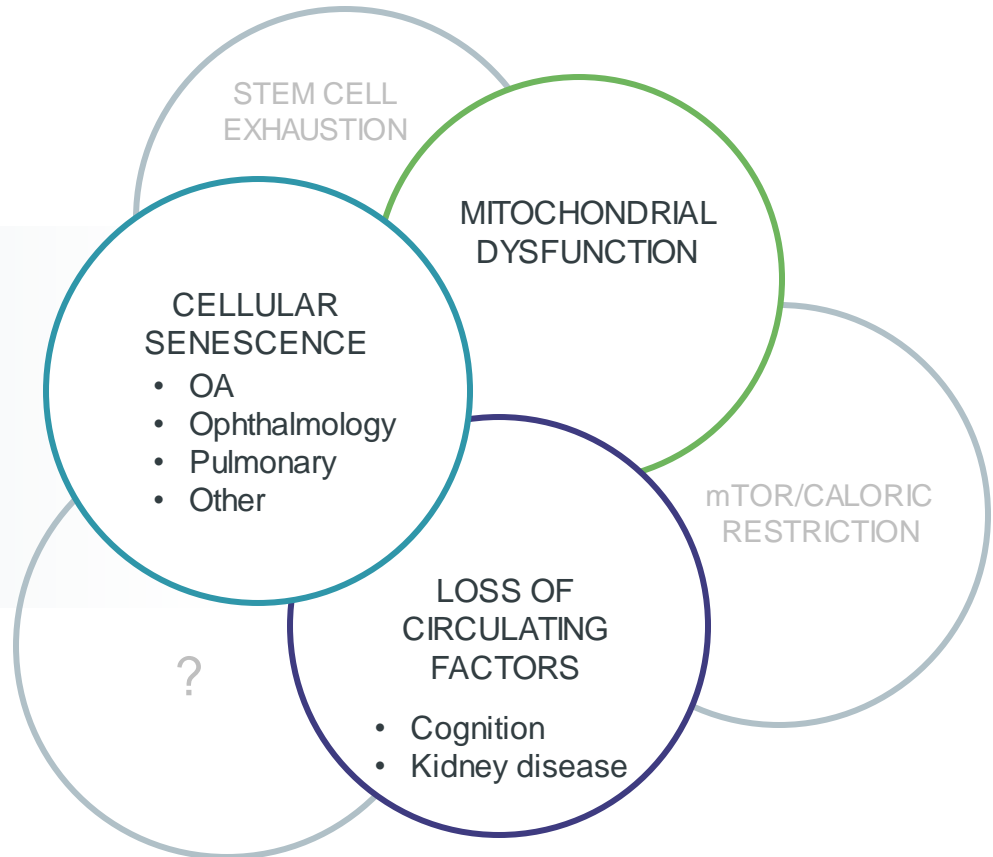 STEM CELL
EXHAUSTION
MITOCHONDRIAL
DYSFUNCTION
CELLULAR
SENESCENCE
• OA
• Ophthalmology
• Pulmonary
• Other
mTOR/CALORIC
RESTRICTION
LOSS OF
CIRCULATING
FACTORS
• Cognition
• Kidney disease
?